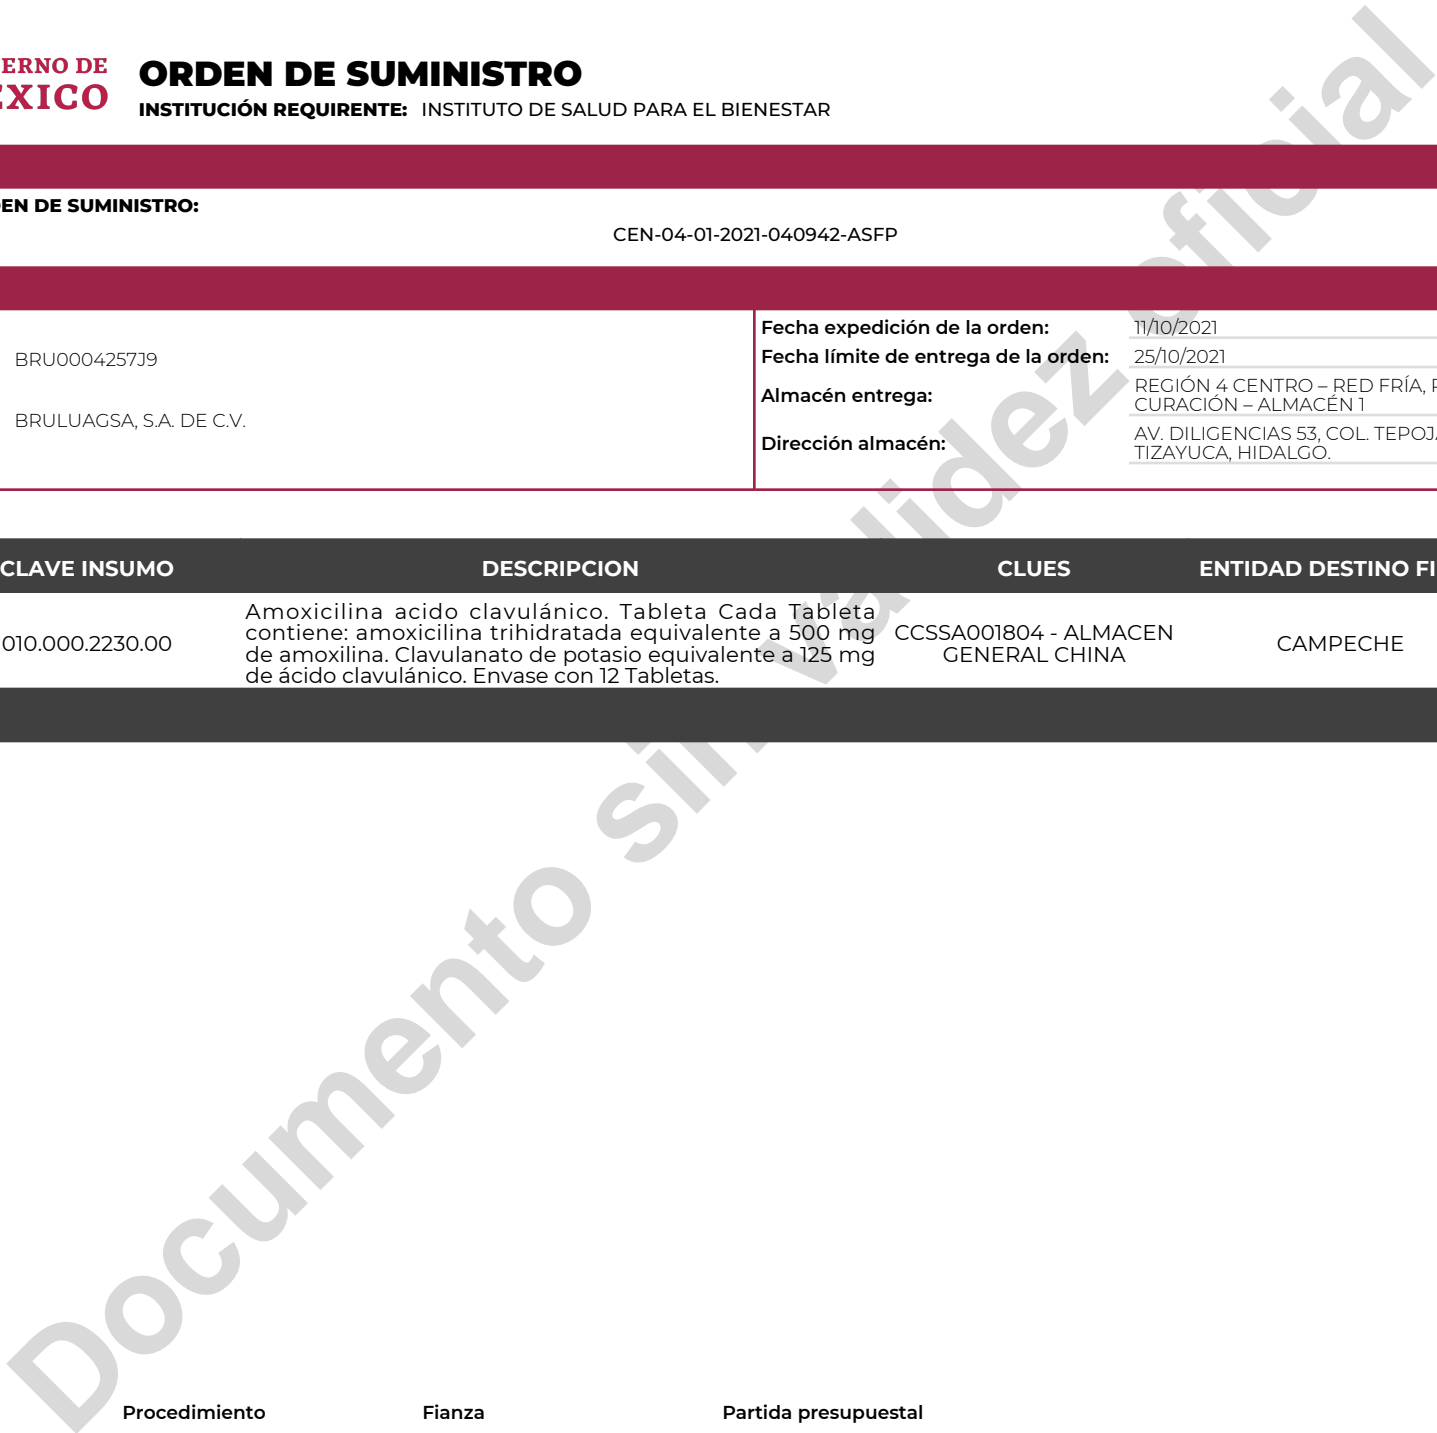 ERNO DE
ÉXICO
ORDEN DE SUMINISTRO
INSTITUCIÓN REQUIRENTE: INSTITUTO DE SALUD PARA EL BIENESTAR
EN DE SUMINISTRO:
CEN-04-01-2021-040942-ASFP
BRU0004257J9
BRULUAGSA, S.A. DE C.V.
Fecha expedición de la orden: 11/10/2021
Fecha límite de entrega de la orden: 25/10/2021
Almacén entrega:
REGIÓN 4 CENTRO – RED FRÍA,
CURACIÓN – ALMACÉN 1
Dirección almacén:
AV. DILIGENCIAS 53, COL. TEPOJ
TIZAYUCA, HIDALGO.
CLAVE INSUMO DESCRIPCION CLUES ENTIDAD DESTINO FI
010.000.2230.00
Amoxicilina acido clavulánico. Tableta Cada Tableta
contiene: amoxicilina trihidratada equivalente a 500 mg
de amoxilina. Clavulanato de potasio equivalente a 125 mg
de ácido clavulánico. Envase con 12 Tabletas.
CCSSA001804 - ALMACEN
GENERAL CHINA
CAMPECHE
Documento sin validez oficial
Procedimiento Fianza Partida presupuestal